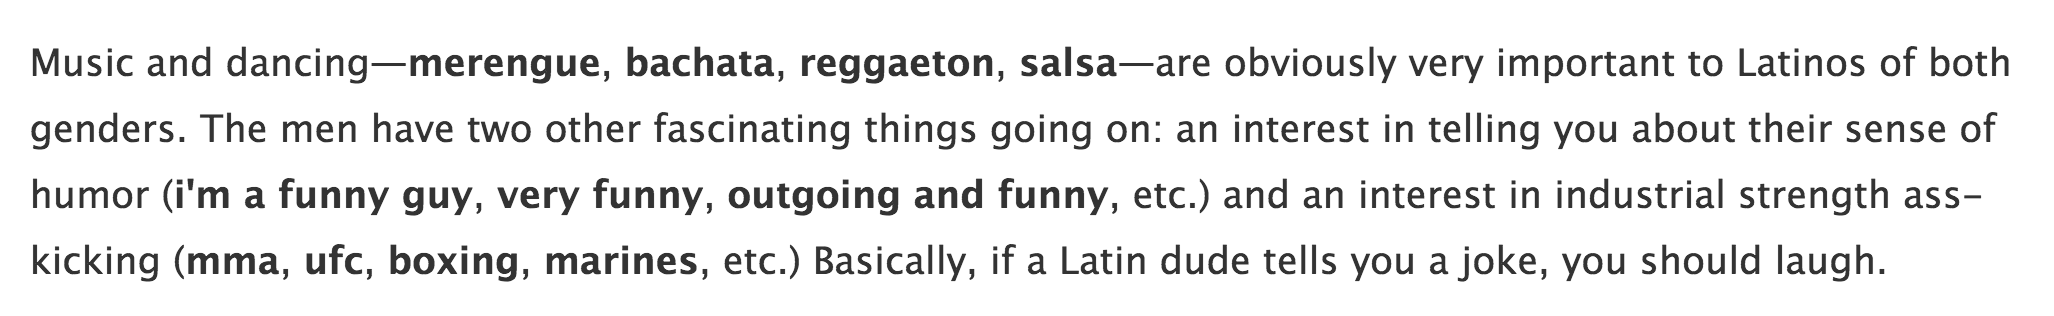 Music and dancing—merengue, bachata, reggaeton, salsa—are obviously very important to Latinos of both
genders. The men have two other fascinating things going on: an interest in telling you about their sense of
humor (i'm a funny guy, very funny, outgoing and funny, etc.) and an interest in industrial strength ass-
kicking (mma, ufc, boxing, marines, etc.) Basically, if a Latin dude tells you a joke, you should laugh.